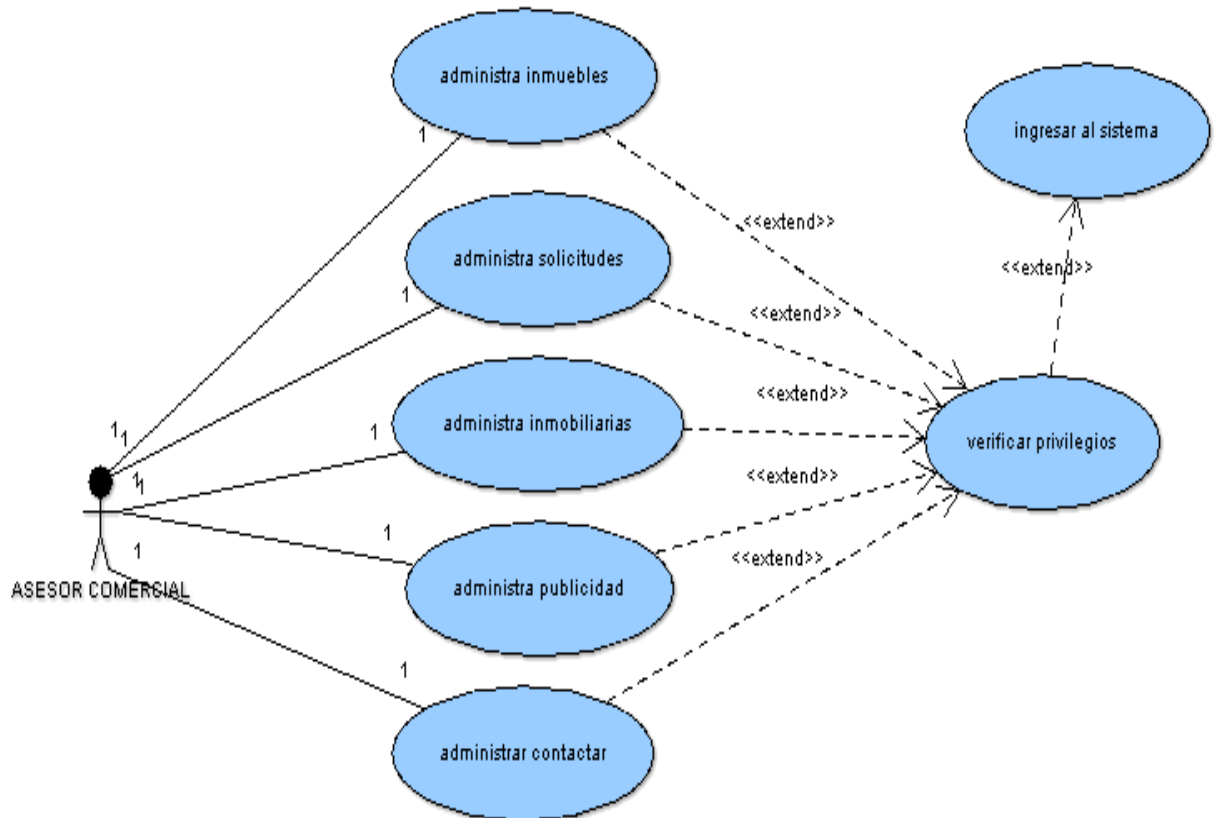 administra inmuebles
1
ingresar al sistema
<<extend>>
administra solicitudes
<<extend>>
1
<<extend>>
administra inmobiliarias
<<extend>>
1
1
1
verificar privilegios
1
1
<<extend>>
1
1
administra publicidad
<<extend>>
ASESOR COMERCIAL
1
administrar contactar